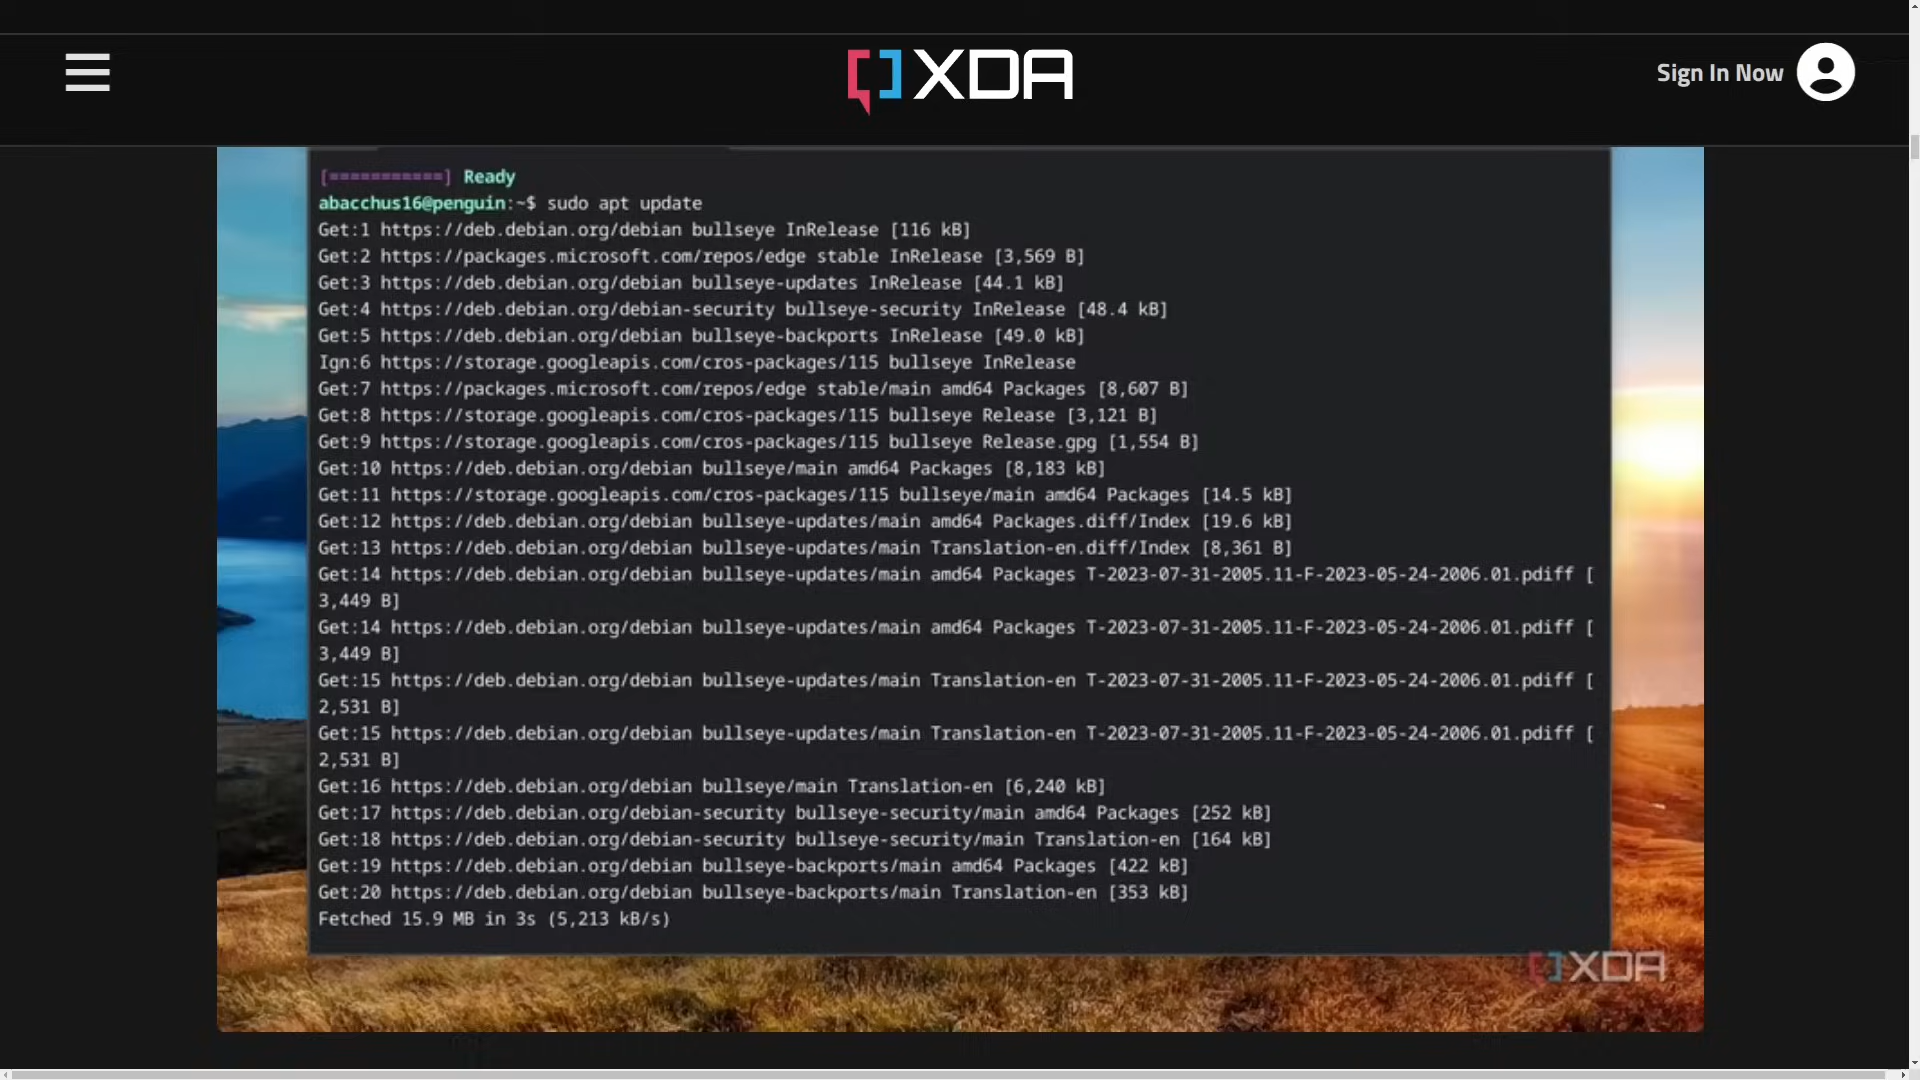 XDA
Sign In Now
[===========] Ready
abacchus16@penguin:~$ sudo apt update
Get:1 https://deb.debian.org/debian bullseye InRelease [116 kB]
Get:2 https://packages.microsoft.com/repos/edge stable InRelease [3,569 B]
Get:3 https://deb.debian.org/debian bullseye-updates InRelease [44.1 kB]
Get:4 https://deb.debian.org/debian-security bullseye-security InRelease [48.4 kB]
Get:5 https://deb.debian.org/debian bullseye-backports InRelease [49.0 kB]
Ign:6 https://storage.googleapis.com/cros-packages/115 bullseye InRelease
Get:7 https://packages.microsoft.com/repos/edge stable/main amd64 Packages [8,607 B]
Get:8 https://storage.googleapis.com/cros-packages/115 bullseye Release [3,121 B]
Get:9 https://storage.googleapis.com/cros-packages/115 bullseye Release.gpg [1,554 B]
Get:10 https://deb.debian.org/debian bullseye/main amd64 Packages [8,183 kB]
Get:11 https://storage.googleapis.com/cros-packages/115 bullseye/main amd64 Packages [14.5 kB]
Get:12 https://deb.debian.org/debian bullseye-updates/main amd64 Packages.diff/Index [19.6 kB]
Get:13 https://deb.debian.org/debian bullseye-updates/main Translation-en.diff/Index [8,361 B]
Get:14 https://deb.debian.org/debian bullseye-updates/main amd64 Packages T-2023-07-31-2005.11-F-2023-05-24-2006.01.pdiff [
3,449 B]
Get:14 https://deb.debian.org/debian bullseye-updates/main amd64 Packages T-2023-07-31-2005.11-F-2023-05-24-2006.01.pdiff [
3,449 B]
Get:15 https://deb.debian.org/debian bullseye-updates/main Translation-en T-2023-07-31-2005.11-F-2023-05-24-2006.01.pdiff [
2,531 B]
Get:15 https://deb.debian.org/debian bullseye-updates/main Translation-en T-2023-07-31-2005.11-F-2023-05-24-2006.01.pdiff [
2,531 B]
Get:16 https://deb.debian.org/debian bullseye/main Translation-en [6,240 kB]
Get:17 https://deb.debian.org/debian-security bullseye-security/main amd64 Packages [252 kB]
Get:18 https://deb.debian.org/debian-security bullseye-security/main Translation-en [164 kB]
Get:19 https://deb.debian.org/debian bullseye-backports/main amd64 Packages [422 kB]
Get:20 https://deb.debian.org/debian bullseye-backports/main Translation-en [353 kB]
Fetched 15.9 MB in 3s (5,213 kB/s)
XDA